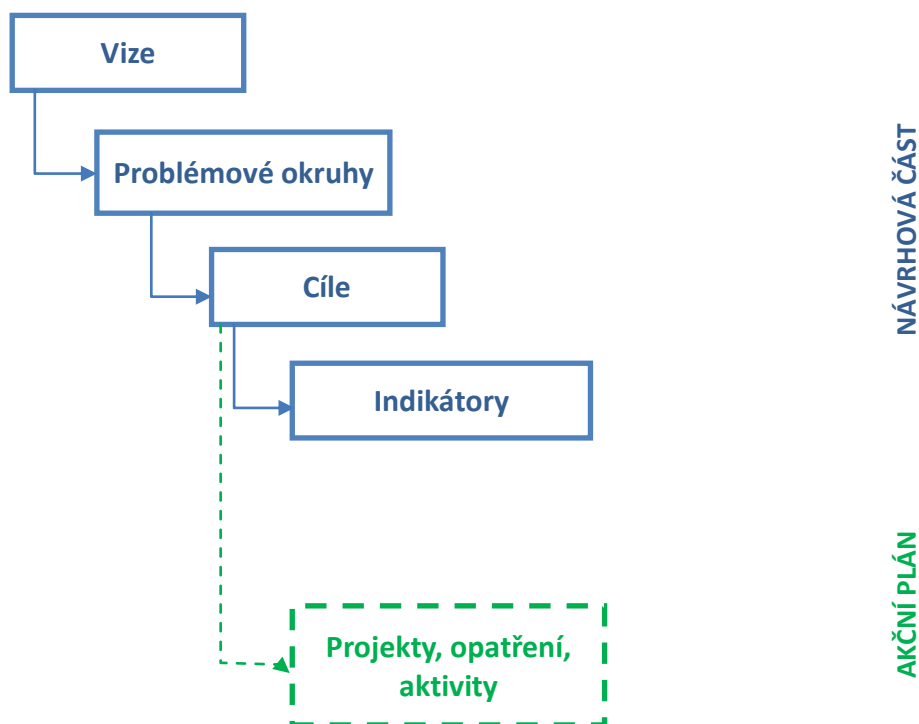 Vize
Problémové okruhy
Cíle
Indikátory
NÁVRHOVÁ ČÁST
Projekty, opatření,
aktivity
AKČNÍ PLÁN